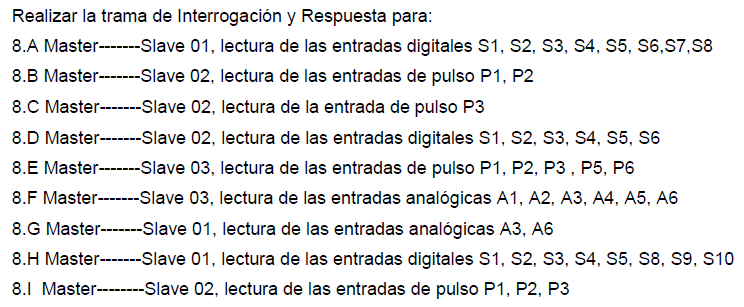 Realizar la trama de Interrogación y Respuesta para:
8.A Master-------Slave 01, lectura de las entradas digitales S1, S2, S3, S4, S5, S6,S7,S8
8.B Master-------Slave 02, lectura de las entradas de pulso P1, P2
8.C Master-------Slave 02, lectura de la entrada de pulso P3
8.D Master-------Slave 02, lectura de las entradas digitales S1, S2, S3, S4, S5, S6
8.E Master-------Slave 03, lectura de las entradas de pulso P1, P2, P3 , P5, P6
8.F Master-------Slave 03, lectura de las entradas analógicas A1, A2, A3, A4, A5, A6
8.G Master-------Slave 01, lectura de las entradas analógicas A3, A6
8.H Master-------Slave 01, lectura de las entradas digitales S1, S2, S3, S4, S5, S8, S9, S10
8.I Master--------Slave 02, lectura de las entradas de pulso P1, P2, P3